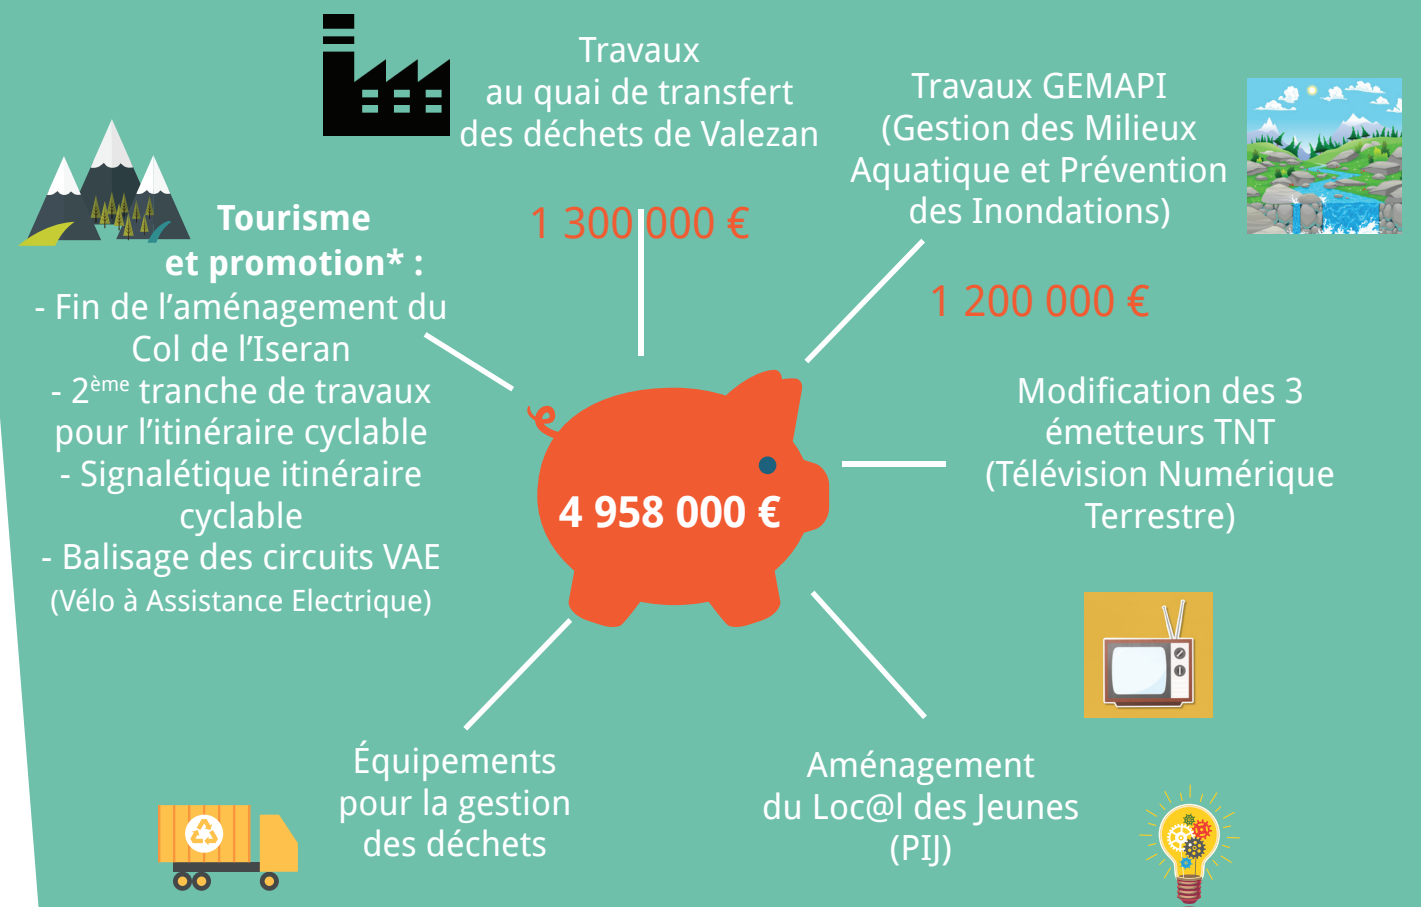 Travaux
au quai de transfert
des déchets de Valezan
1 300 000 €
Travaux GEMAPI
(Gestion des Milieux
Aquatique et Prévention
des Inondations)
1 200 000 €
Tourisme
et promotion* :
- Fin de l’aménagement du
Col de l’Iseran
- 2ème tranche de travaux
pour l’itinéraire cyclable
- Signalétique itinéraire
cyclable
- Balisage des circuits VAE
(Vélo à Assistance Electrique)
4 958 000 €
Modification des 3
émetteurs TNT
(Télévision Numérique
Terrestre)
Équipements
pour la gestion
des déchets
Aménagement
du Loc@l des Jeunes
(PIJ)